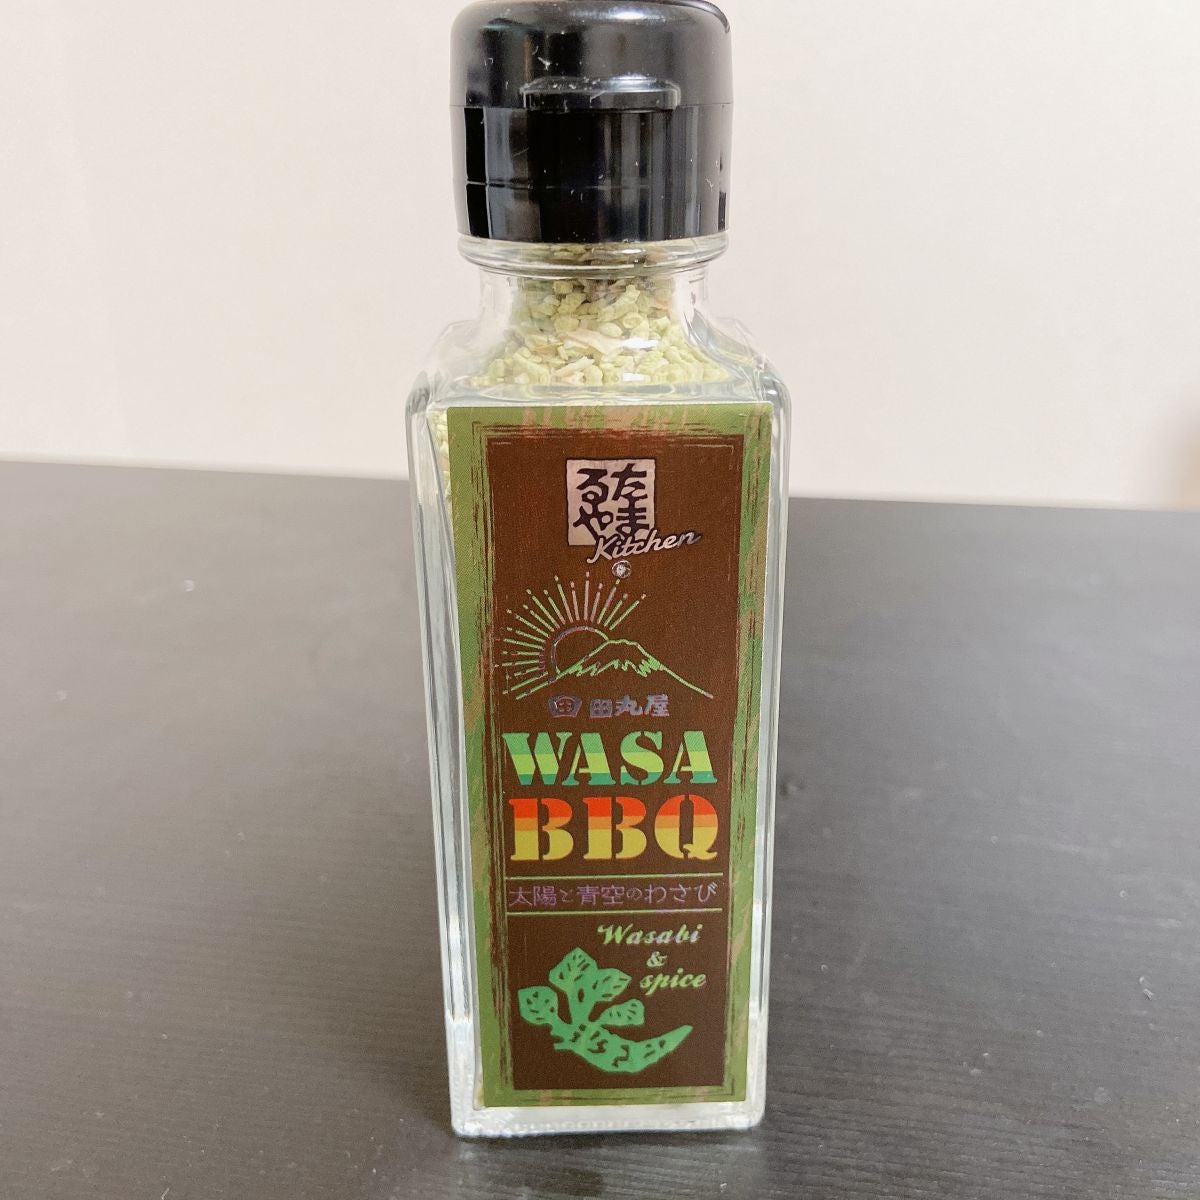 たま
るや
Kitchen
田 田丸屋
WASA
BBQ
太陽と青空のわさび
Wasabi
&
spice